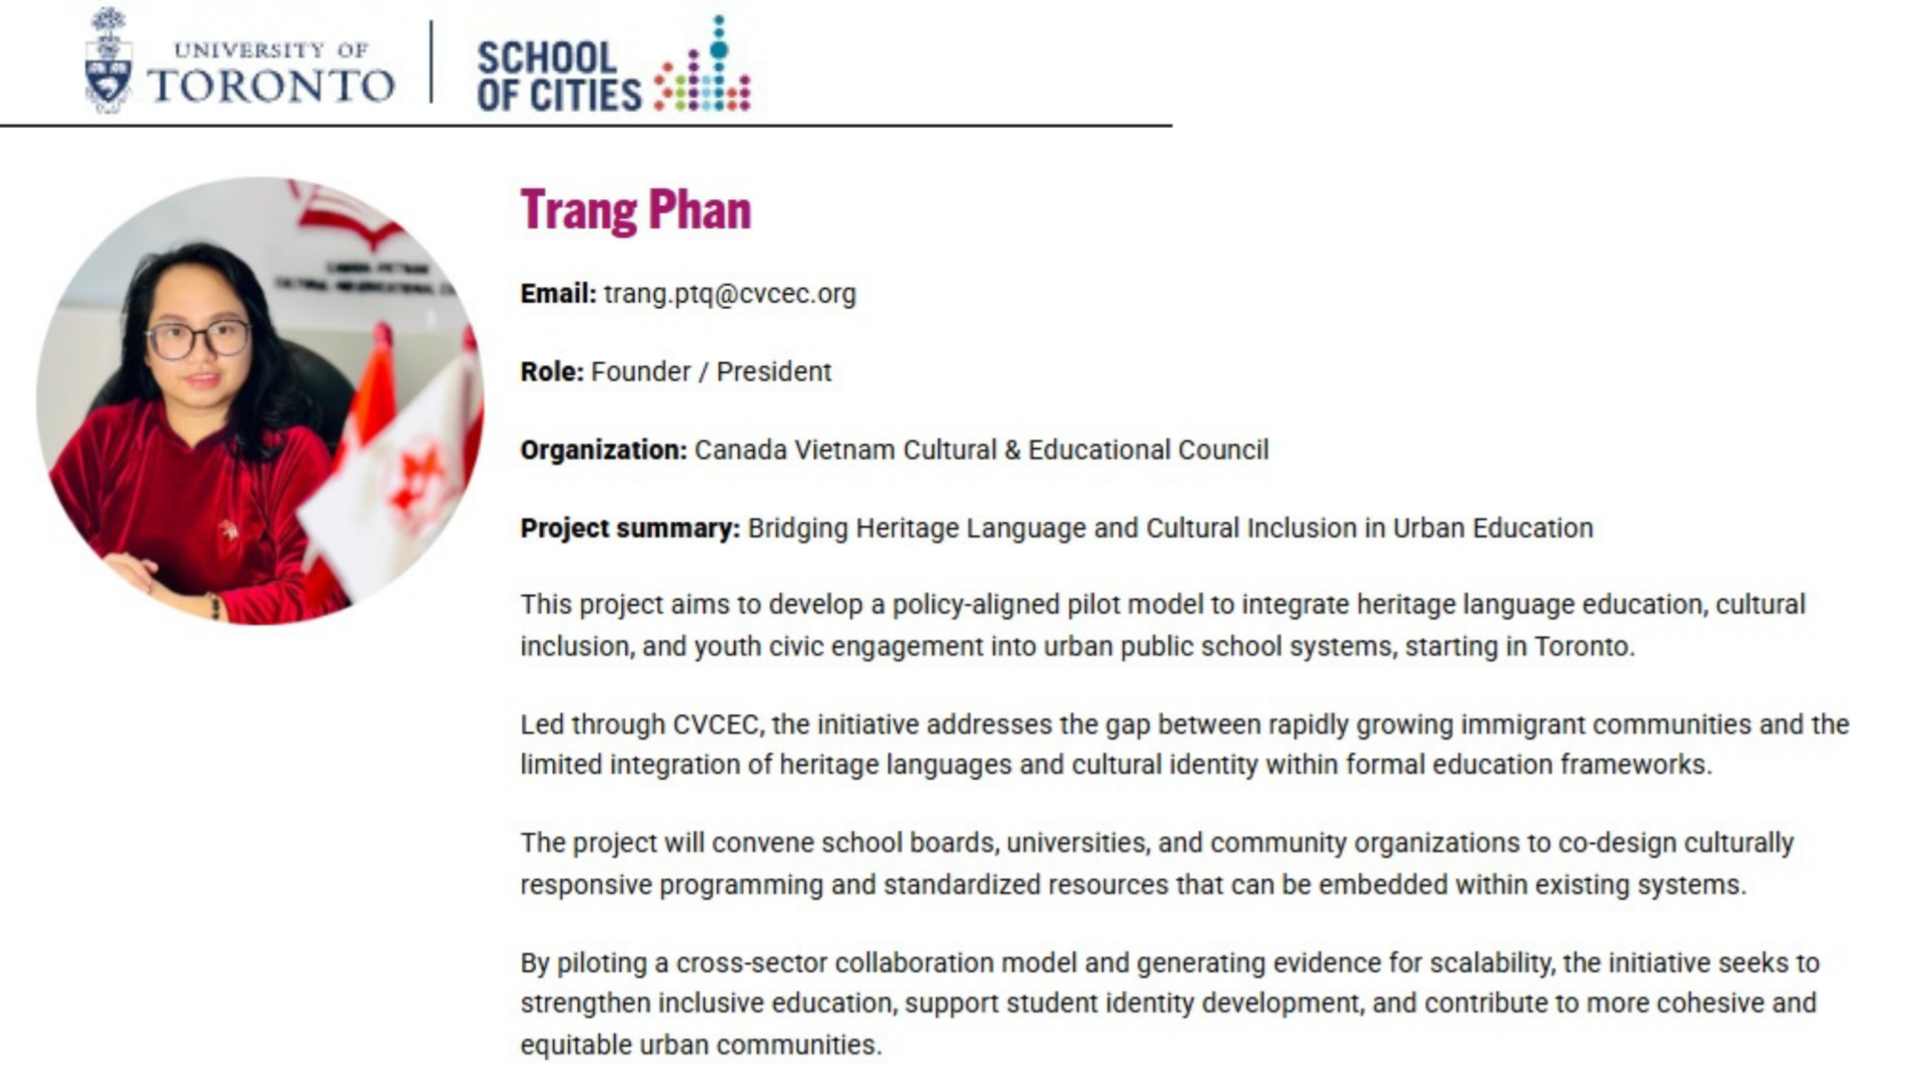 UNIVERSITY OF
TORONTO
SCHOOL
OF CITIES
Trang Phan
Email: trang.ptq@cvcec.org
Role: Founder / President
Organization: Canada Vietnam Cultural & Educational Council
Project summary: Bridging Heritage Language and Cultural Inclusion in Urban Education
This project aims to develop a policy-aligned pilot model to integrate heritage language education, cultural
inclusion, and youth civic engagement into urban public school systems, starting in Toronto.
Led through CVCEC, the initiative addresses the gap between rapidly growing immigrant communities and the
limited integration of heritage languages and cultural identity within formal education frameworks.
The project will convene school boards, universities, and community organizations to co-design culturally
responsive programming and standardized resources that can be embedded within existing systems.
By piloting a cross-sector collaboration model and generating evidence for scalability, the initiative seeks to
strengthen inclusive education, support student identity development, and contribute to more cohesive and
equitable urban communities.